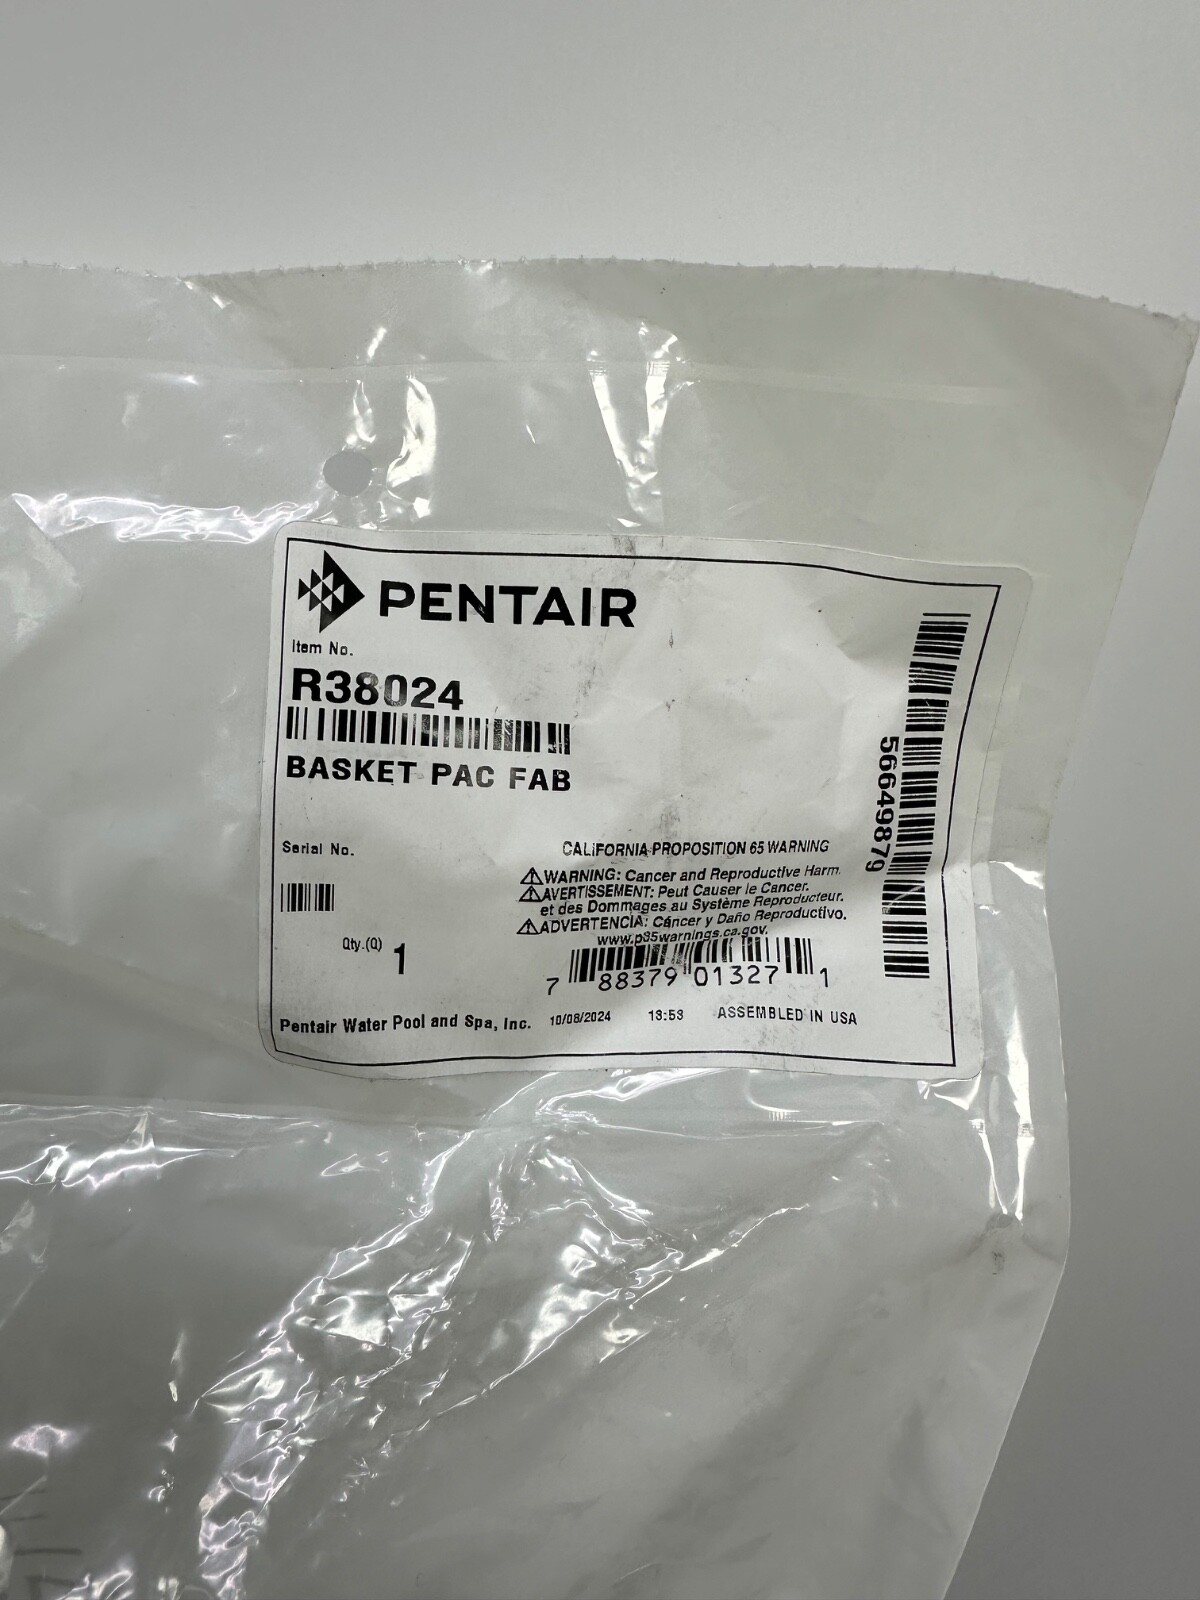 PENTAIR
Item No.
R38024
BASKET PAC FAB
Serial No.
Qty.(Q) 1
CALIFORNIA PROPOSITION 65 WARNING
WARNING: Cancer and Reproductive Harm.
AVERTISSEMENT: Peut Causer le Cancer.
et des Dommages au Système Reproducteur.
ADVERTENCIA: Cáncer y Daño Reproductivo.
www.p65warnings.ca.gov.
7 88379 01327 1
Pentair Water Pool and Spa, Inc. 10/08/2024 13:53 ASSEMBLED IN USA
56649879